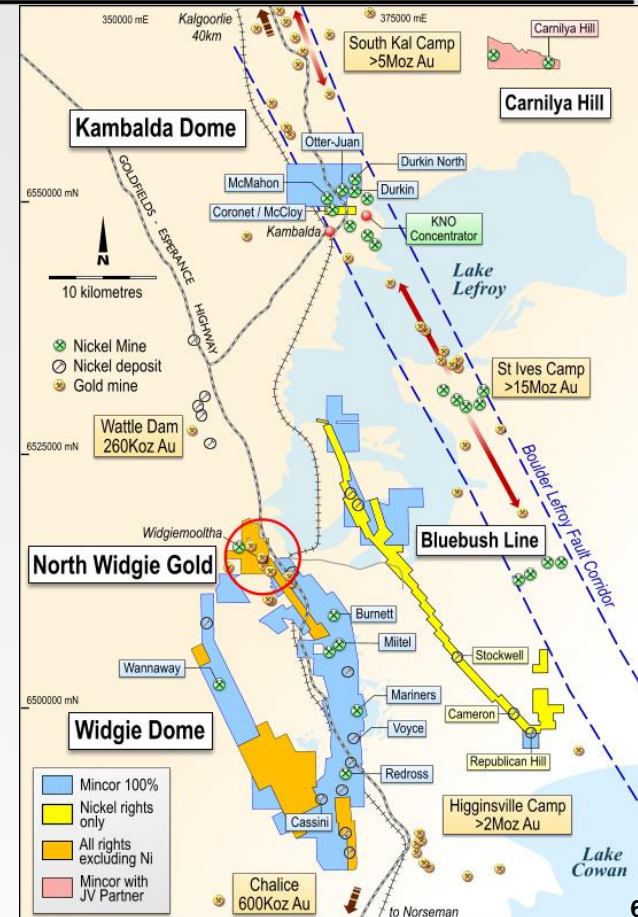 350000 mE
375000 mE
Kalgoorlie
40km
South Kal Camp
>5Moz Au
Carnilya Hill
Carnilya Hill
Kambalda Dome
Otter-Juan
Durkin North
McMahon
Durkin
6550000 mN
Coronet / McCloy
KNO
Concentrator
Kambalda
GOLDFIELDS - ESPERANCE HIGHWAY
N
10 kilometres
Lake
Lefroy
Nickel Mine
Nickel deposit
Gold mine
St Ives Camp
>15Moz Au
Wattle Dam
260Koz Au
6525000 mN
Boulder Lefroy Fault Corridor
Widgiemooltha
Bluebush Line
North Widgie Gold
Burnett
Miitel
Stockwell
Wannaway
Mariners
6500000 mN
Cameron
Widgie Dome
Voyce
Republican Hill
Redross
Mincor 100%
Nickel rights
only
All rights
excluding Ni
Mincor with
JV Partner
Higginsville Camp
>2Moz Au
Cassini
Lake
Cowan
Chalice
600Koz Au
to Norseman
6